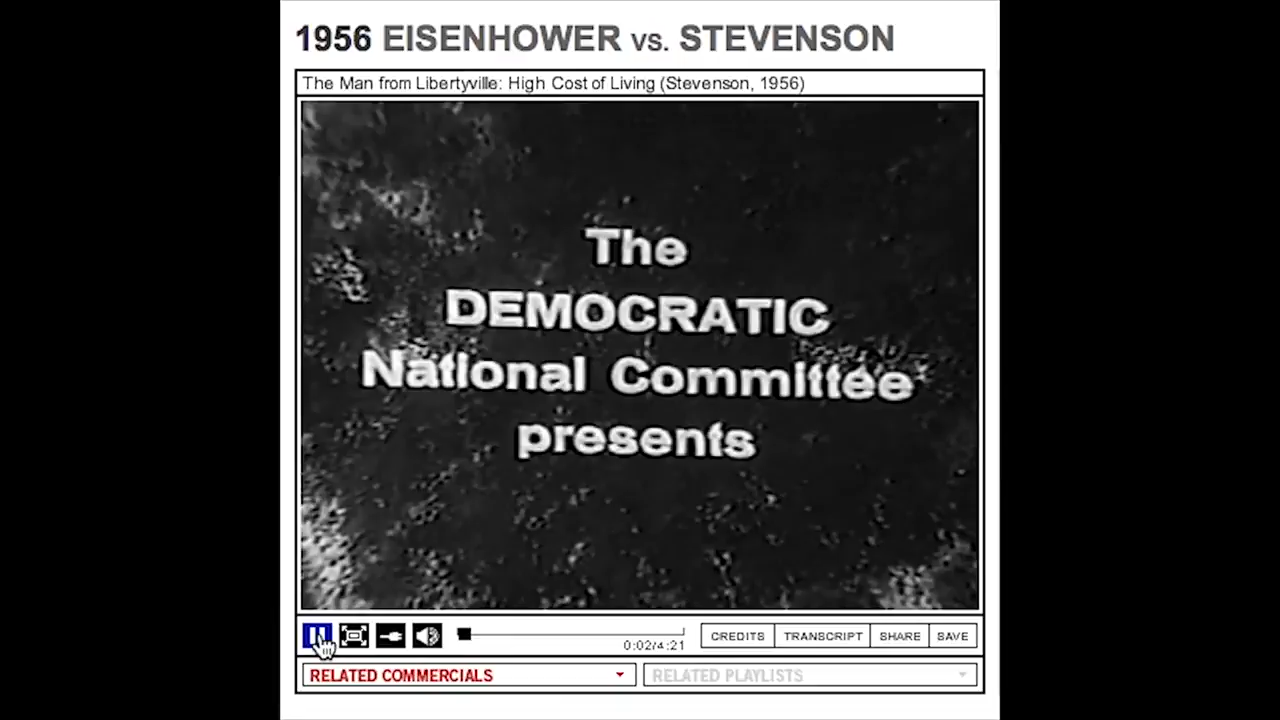 1956 EISENHOWER VS. STEVENSON
The Man from Libertyville: High Cost of Living (Stevenson, 1956)
The
DEMOCRATIC
National Committee
presents
0:02/4:21
CREDITS
TRANSCRIPT
SHARE
SAVE
RELATED COMMERCIALS
RELATED PLAYLISTS